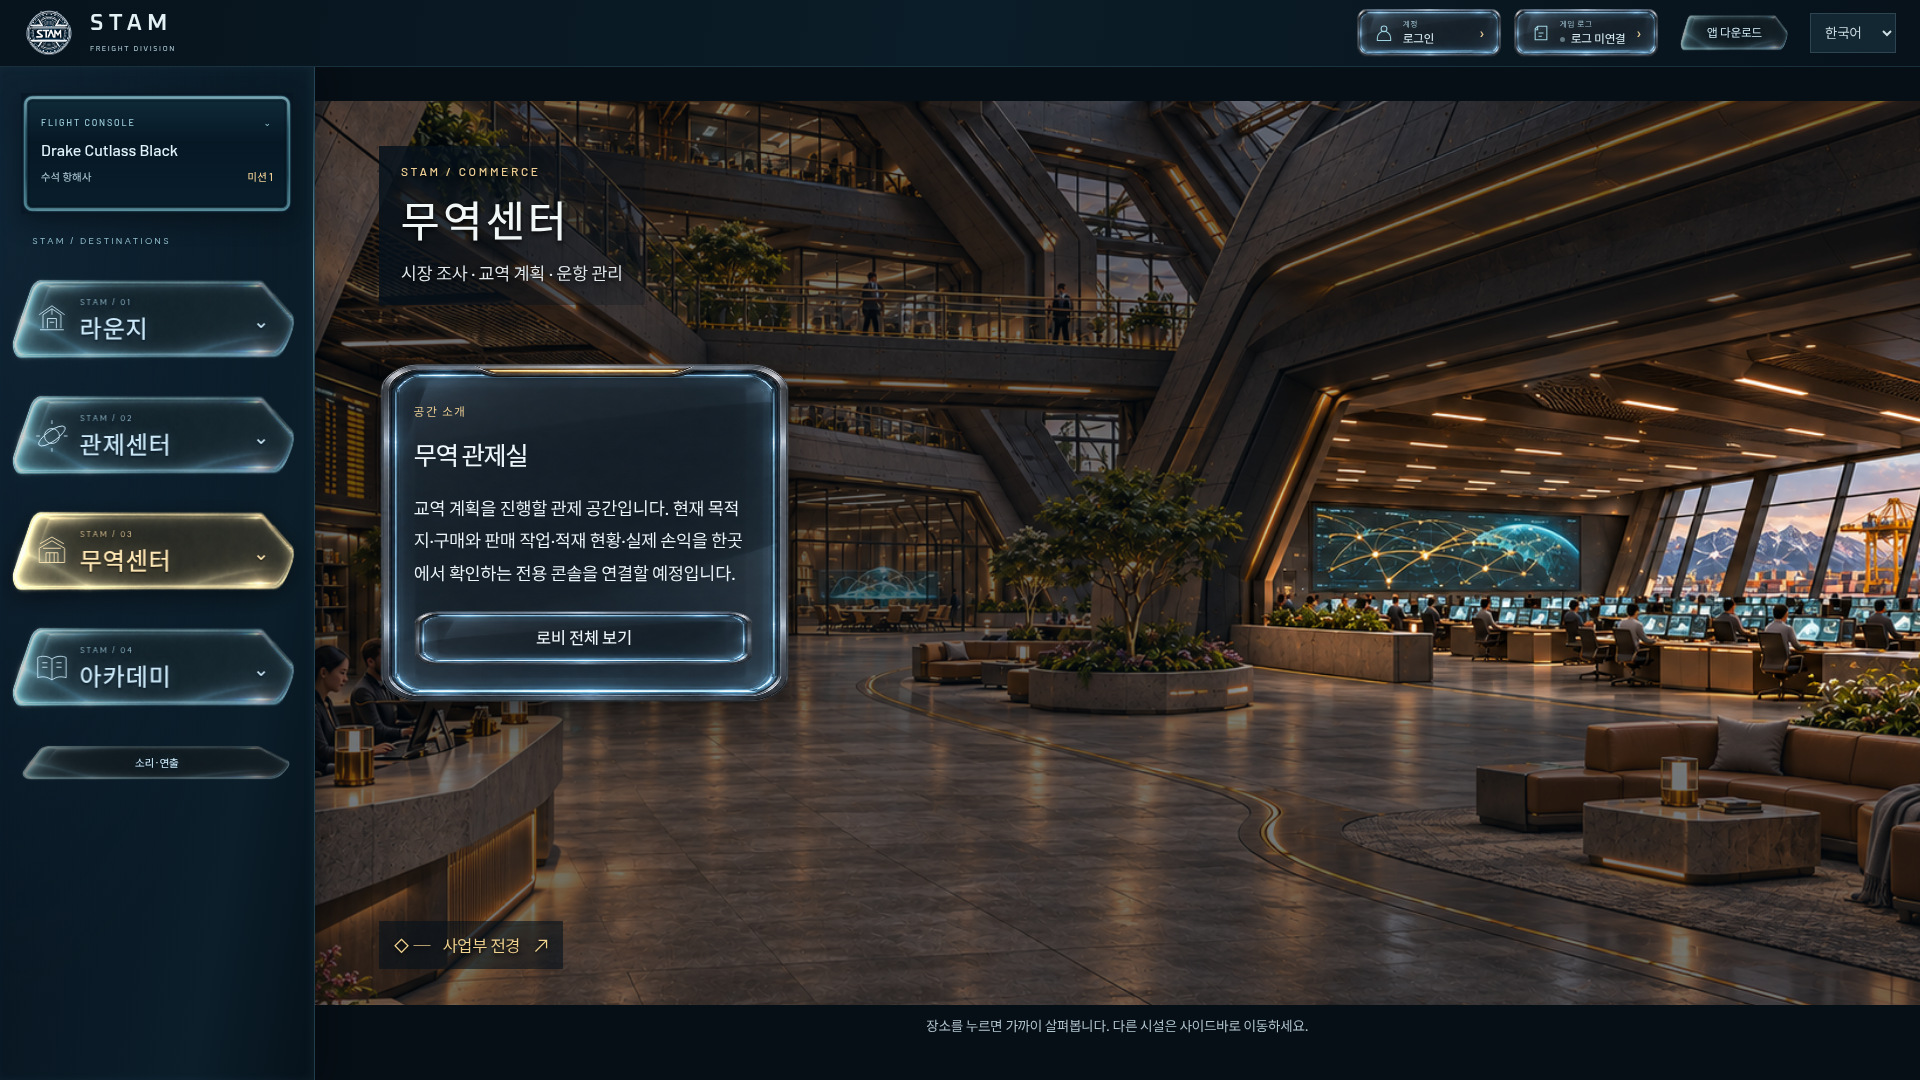 STAM
FREIGHT DIVISION
계정
로그인
게임 로그
로그 미연결
앱 다운로드
한국어
FLIGHT CONSOLE
Drake Cutlass Black
수석 항해사
미션 1
STAM / DESTINATIONS
STAM / 01
라운지
STAM / 02
관제센터
STAM / 03
무역센터
STAM / 04
아카데미
소리·연출
STAM / COMMERCE
무역센터
시장 조사 · 교역 계획 · 운항 관리
공간 소개
무역 관제실
교역 계획을 진행할 관제 공간입니다. 현재 목적
지·구매와 판매 작업·적재 현황·실제 손익을 한곳
에서 확인하는 전용 콘솔을 연결할 예정입니다.
로비 전체 보기
사업부 전경
장소를 누르면 가까이 살펴봅니다. 다른 시설은 사이드바로 이동하세요.